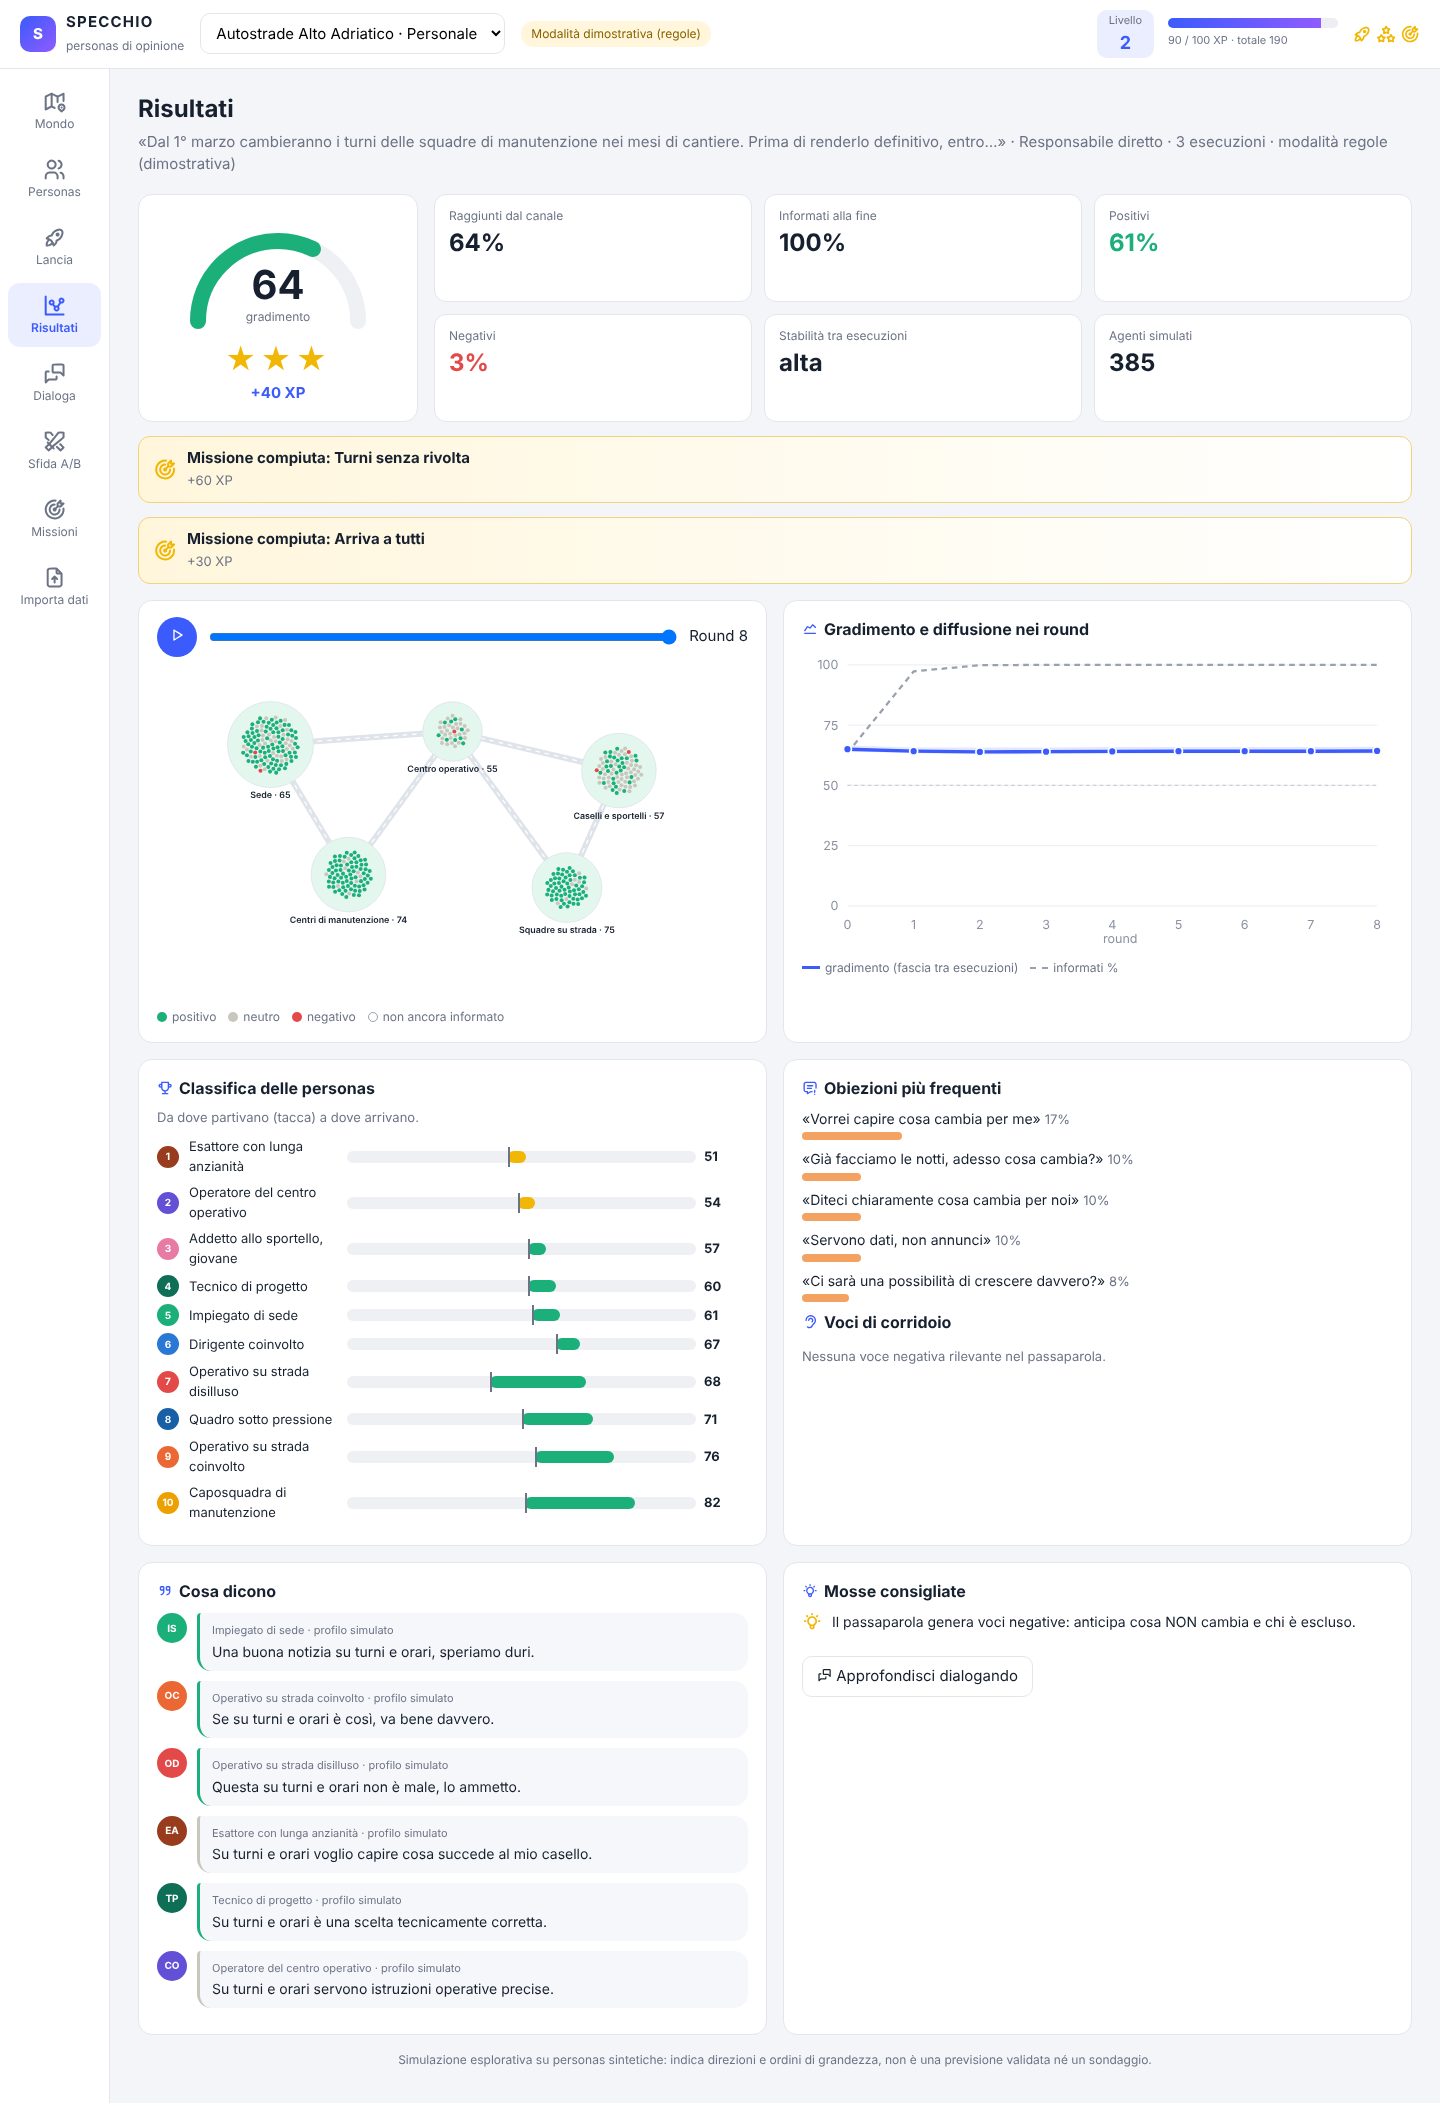 S
SPECCHIO
personas di opinione
Autostrade Alto Adriatico · Personale
Modalità dimostrativa (regole)
Livello
2
90 / 100 XP · totale 190
Mondo
Personas
Lancia
Risultati
Dialoga
Sfida A/B
Missioni
Importa dati
Risultati
«Dal 1° marzo cambieranno i turni delle squadre di manutenzione nei mesi di cantiere. Prima di renderlo definitivo, entro…» · Responsabile diretto · 3 esecuzioni · modalità regole
(dimostrativa)
64
gradimento
★ ★ ★
+40 XP
Raggiunti dal canale
64%
Informati alla fine
100%
Positivi
61%
Negativi
3%
Stabilità tra esecuzioni
alta
Agenti simulati
385
Missione compiuta: Turni senza rivolta
+60 XP
Missione compiuta: Arriva a tutti
+30 XP
Round 8
Sede · 65
Centro operativo · 55
Caselli e sportelli · 57
Centri di manutenzione · 74
Squadre su strada · 75
positivo
neutro
negativo
non ancora informato
Gradimento e diffusione nei round
100
75
50
25
0
0 1 2 3 4 5 6 7 8
round
gradimento (fascia tra esecuzioni)
informati %
Classifica delle personas
Da dove partivano (tacca) a dove arrivano.
1 Esattore con lunga
anzianità
51
2 Operatore del centro
operativo
54
3 Addetto allo sportello,
giovane
57
4 Tecnico di progetto 60
5 Impiegato di sede 61
6 Dirigente coinvolto 67
7 Operativo su strada
disilluso
68
8 Quadro sotto pressione 71
9 Operativo su strada
coinvolto
76
10 Caposquadra di
manutenzione
82
Obiezioni più frequenti
«Vorrei capire cosa cambia per me» 17%
«Già facciamo le notti, adesso cosa cambia?» 10%
«Diteci chiaramente cosa cambia per noi» 10%
«Servono dati, non annunci» 10%
«Ci sarà una possibilità di crescere davvero?» 8%
Voci di corridoio
Nessuna voce negativa rilevante nel passaparola.
Cosa dicono
IS
Impiegato di sede · profilo simulato
Una buona notizia su turni e orari, speriamo duri.
OC
Operativo su strada coinvolto · profilo simulato
Se su turni e orari è così, va bene davvero.
OD
Operativo su strada disilluso · profilo simulato
Questa su turni e orari non è male, lo ammetto.
EA
Esattore con lunga anzianità · profilo simulato
Su turni e orari voglio capire cosa succede al mio casello.
TP
Tecnico di progetto · profilo simulato
Su turni e orari è una scelta tecnicamente corretta.
CO
Operatore del centro operativo · profilo simulato
Su turni e orari servono istruzioni operative precise.
Mosse consigliate
Il passaparola genera voci negative: anticipa cosa NON cambia e chi è escluso.
Approfondisci dialogando
Simulazione esplorativa su personas sintetiche: indica direzioni e ordini di grandezza, non è una previsione validata né un sondaggio.